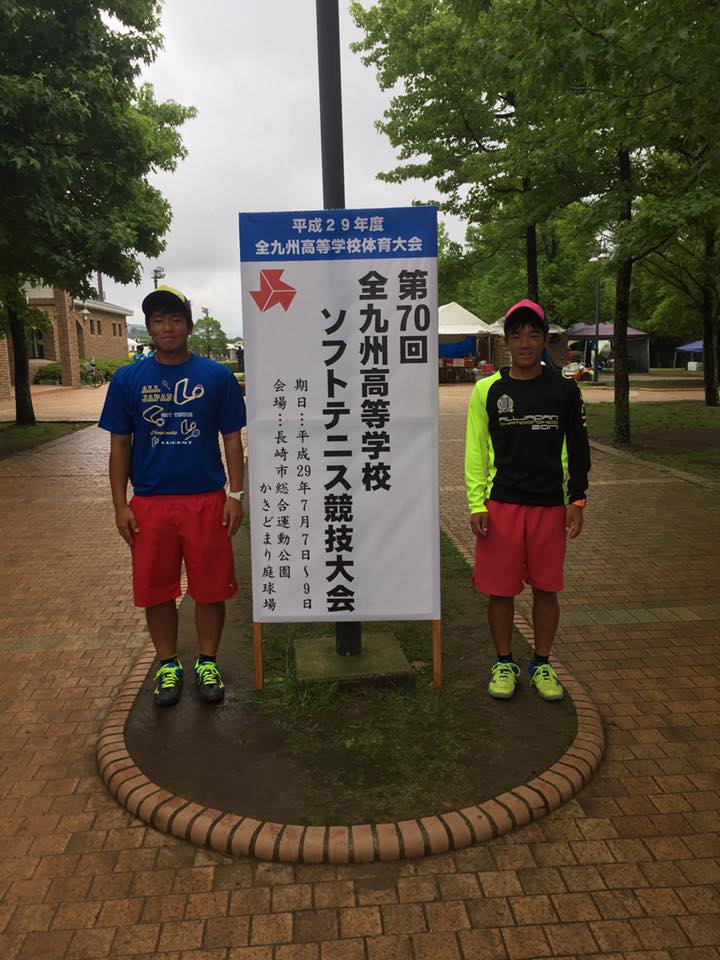 平成29年度
全九州高等学校体育大会
第70回
全九州高等学校
ソフトテニス競技大会
期日…平成29年7月7日～9日
会場…長崎市総合運動公園
かきどまり庭球場
ALL
JAPAN
SOFT TENNIS
Championship
LUCENT
ALL JAPAN
CHAMPIONSHIP
2017